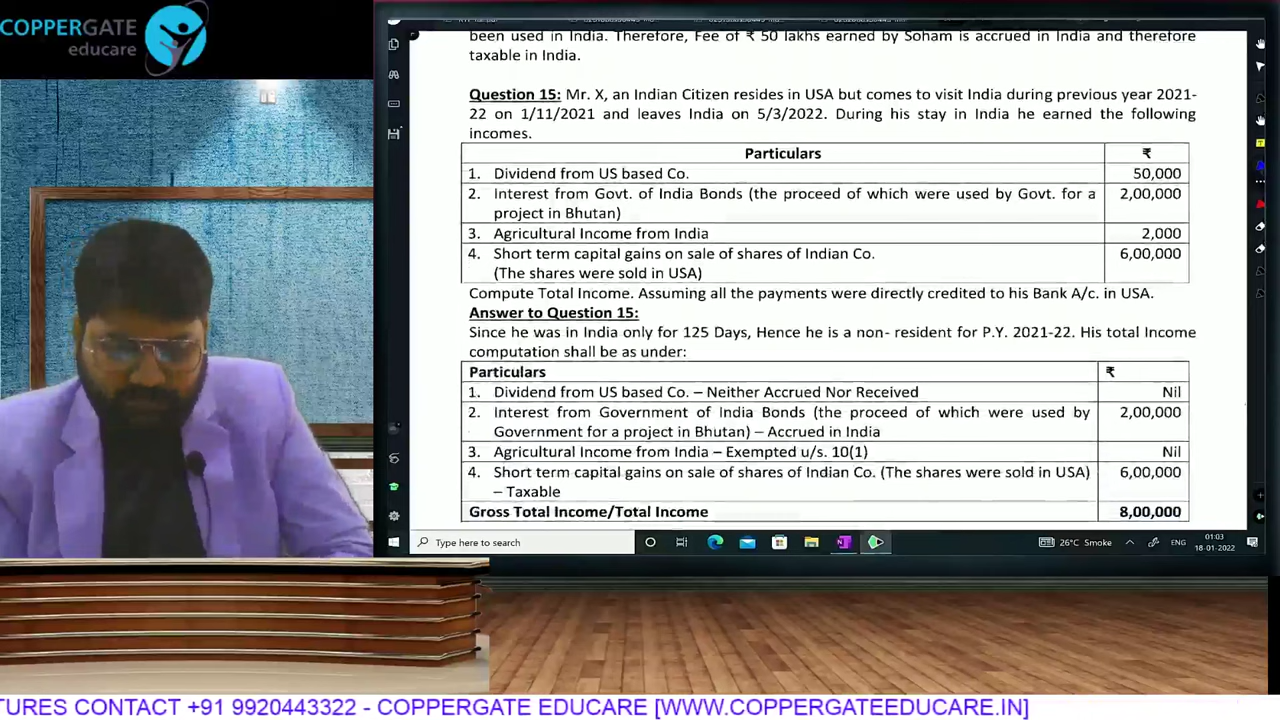 COPPERGATE
educare
been used in India. Therefore, Fee of ₹ 50 lakhs earned by Soham is accrued in India and therefore
taxable in India.
Question 15: Mr. X, an Indian Citizen resides in USA but comes to visit India during previous year 2021-
22 on 1/11/2021 and leaves India on 5/3/2022. During his stay in India he earned the following
incomes.
Particulars ₹
1. Dividend from US based Co. 50,000
2. Interest from Govt. of India Bonds (the proceed of which were used by Govt. for a 2,00,000
project in Bhutan)
3. Agricultural Income from India 2,000
4. Short term capital gains on sale of shares of Indian Co. 6,00,000
(The shares were sold in USA)
Compute Total Income. Assuming all the payments were directly credited to his Bank A/c. in USA.
Answer to Question 15:
Since he was in India only for 125 Days, Hence he is a non- resident for P.Y. 2021-22. His total Income
computation shall be as under:
Particulars ₹
1. Dividend from US based Co. – Neither Accrued Nor Received Nil
2. Interest from Government of India Bonds (the proceed of which were used by 2,00,000
Government for a project in Bhutan) – Accrued in India
3. Agricultural Income from India – Exempted u/s. 10(1) Nil
4. Short term capital gains on sale of shares of Indian Co. (The shares were sold in USA) 6,00,000
– Taxable
Gross Total Income/Total Income 8,00,000
Type here to search
26°C Smoke
ENG
01:03
18-01-2022
TURES CONTACT +91 9920443322 - COPPERGATE EDUCARE [WWW.COPPERGATEEDUCARE.IN]